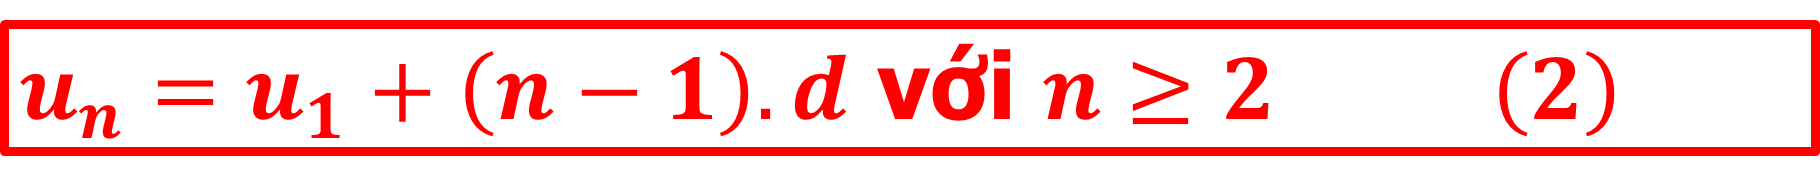 uₙ = u₁ + (n − 1). d với n ≥ 2 (2)